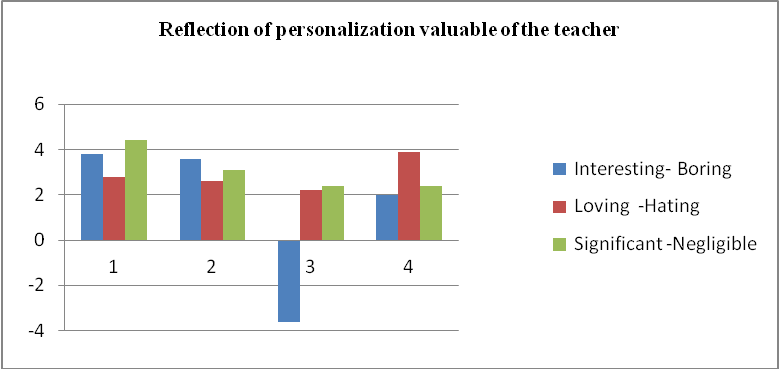 Reflection of personalization valuable of the teacher
6
4
2
0
-2
-4
1 2 3 4
Interesting- Boring
Loving -Hating
Significant -Negligible